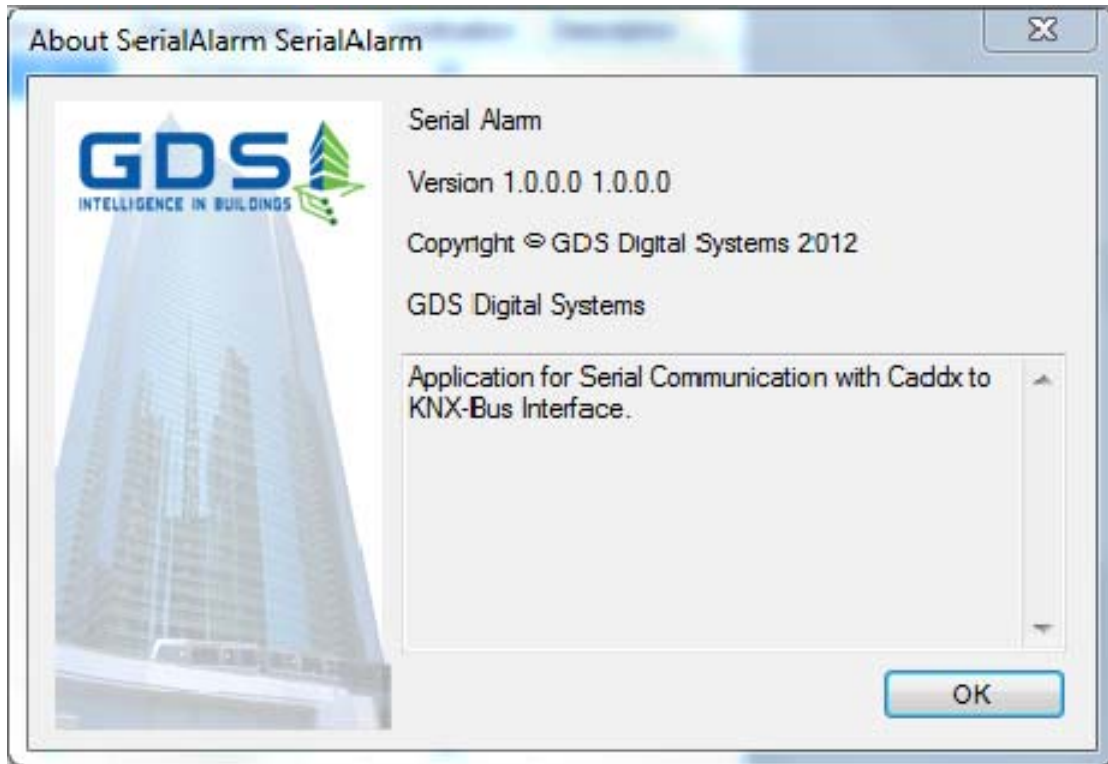 About SerialAlarm SerialAlarm
GDS
INTELLIGENCE IN BUILDINGS
Serial Alarm
Version 1.0.0.0 1.0.0.0
Copyright © GDS Digital Systems 2012
GDS Digital Systems
Application for Serial Communication with Caddx to
KNX-Bus Interface.
OK